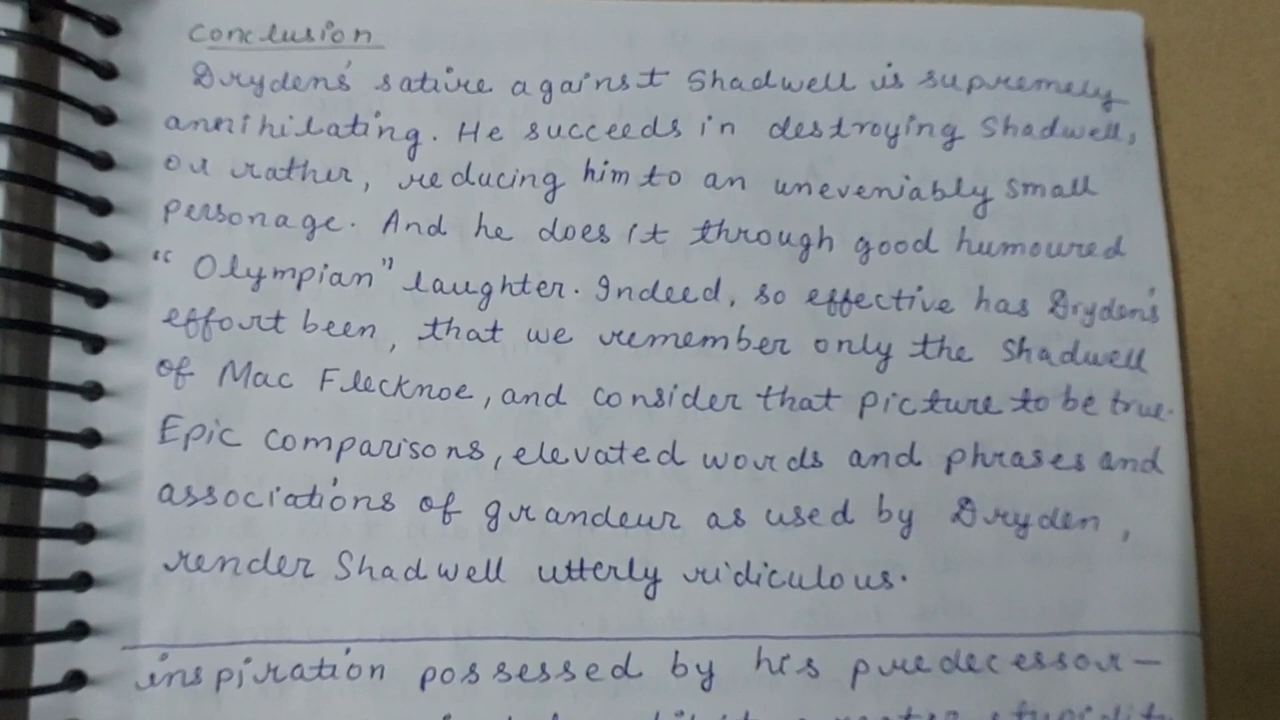 Conclusion
Dryden's satire against Shadwell is supremely
annihilating. He succeeds in destroying Shadwell,
or rather, reducing him to an uneveniably small
personage. And he does it through good humoured
"Olympian" laughter. Indeed, so effective has Dryden's
effort been, that we remember only the Shadwell
of Mac Flecknoe, and consider that picture to be true.
Epic comparisons, elevated words and phrases and
associations of grandeur as used by Dryden,
render Shadwell utterly ridiculous.
inspiration possessed by his predecessor-